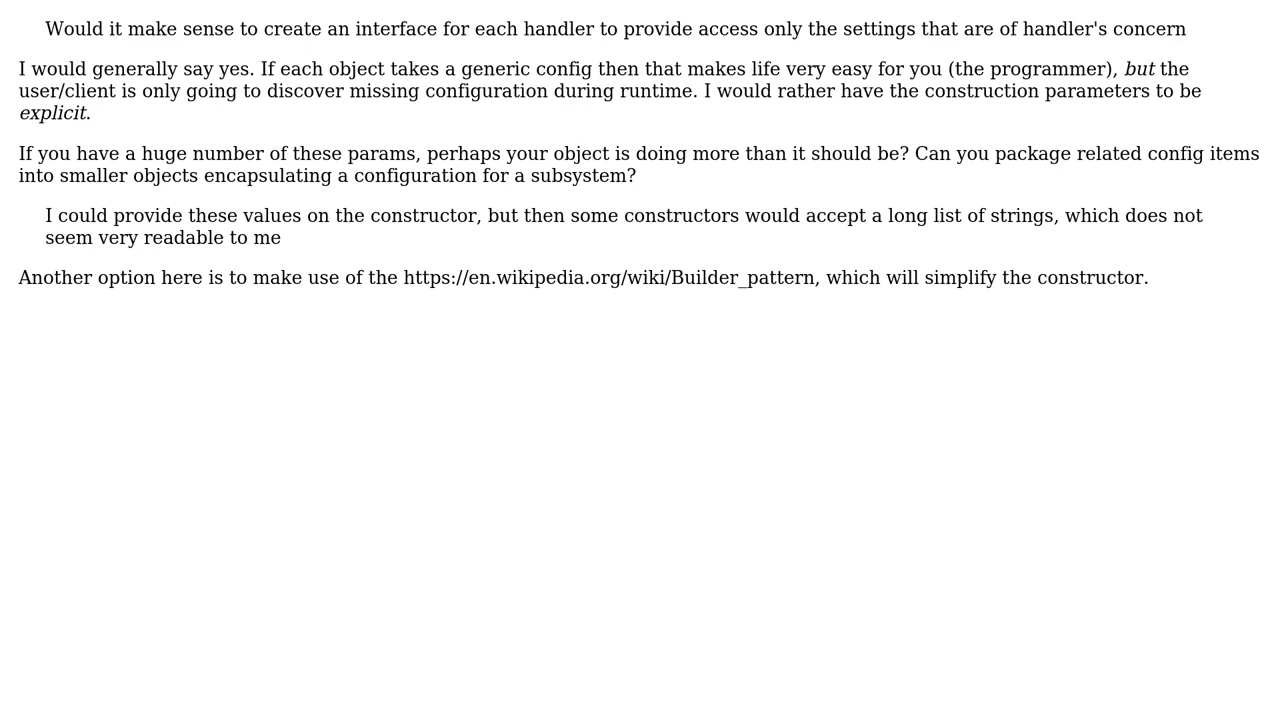 Would it make sense to create an interface for each handler to provide access only the settings that are of handler's concern
I would generally say yes. If each object takes a generic config then that makes life very easy for you (the programmer), but the
user/client is only going to discover missing configuration during runtime. I would rather have the construction parameters to be
explicit.
If you have a huge number of these params, perhaps your object is doing more than it should be? Can you package related config items
into smaller objects encapsulating a configuration for a subsystem?
I could provide these values on the constructor, but then some constructors would accept a long list of strings, which does not
seem very readable to me
Another option here is to make use of the https://en.wikipedia.org/wiki/Builder_pattern, which will simplify the constructor.